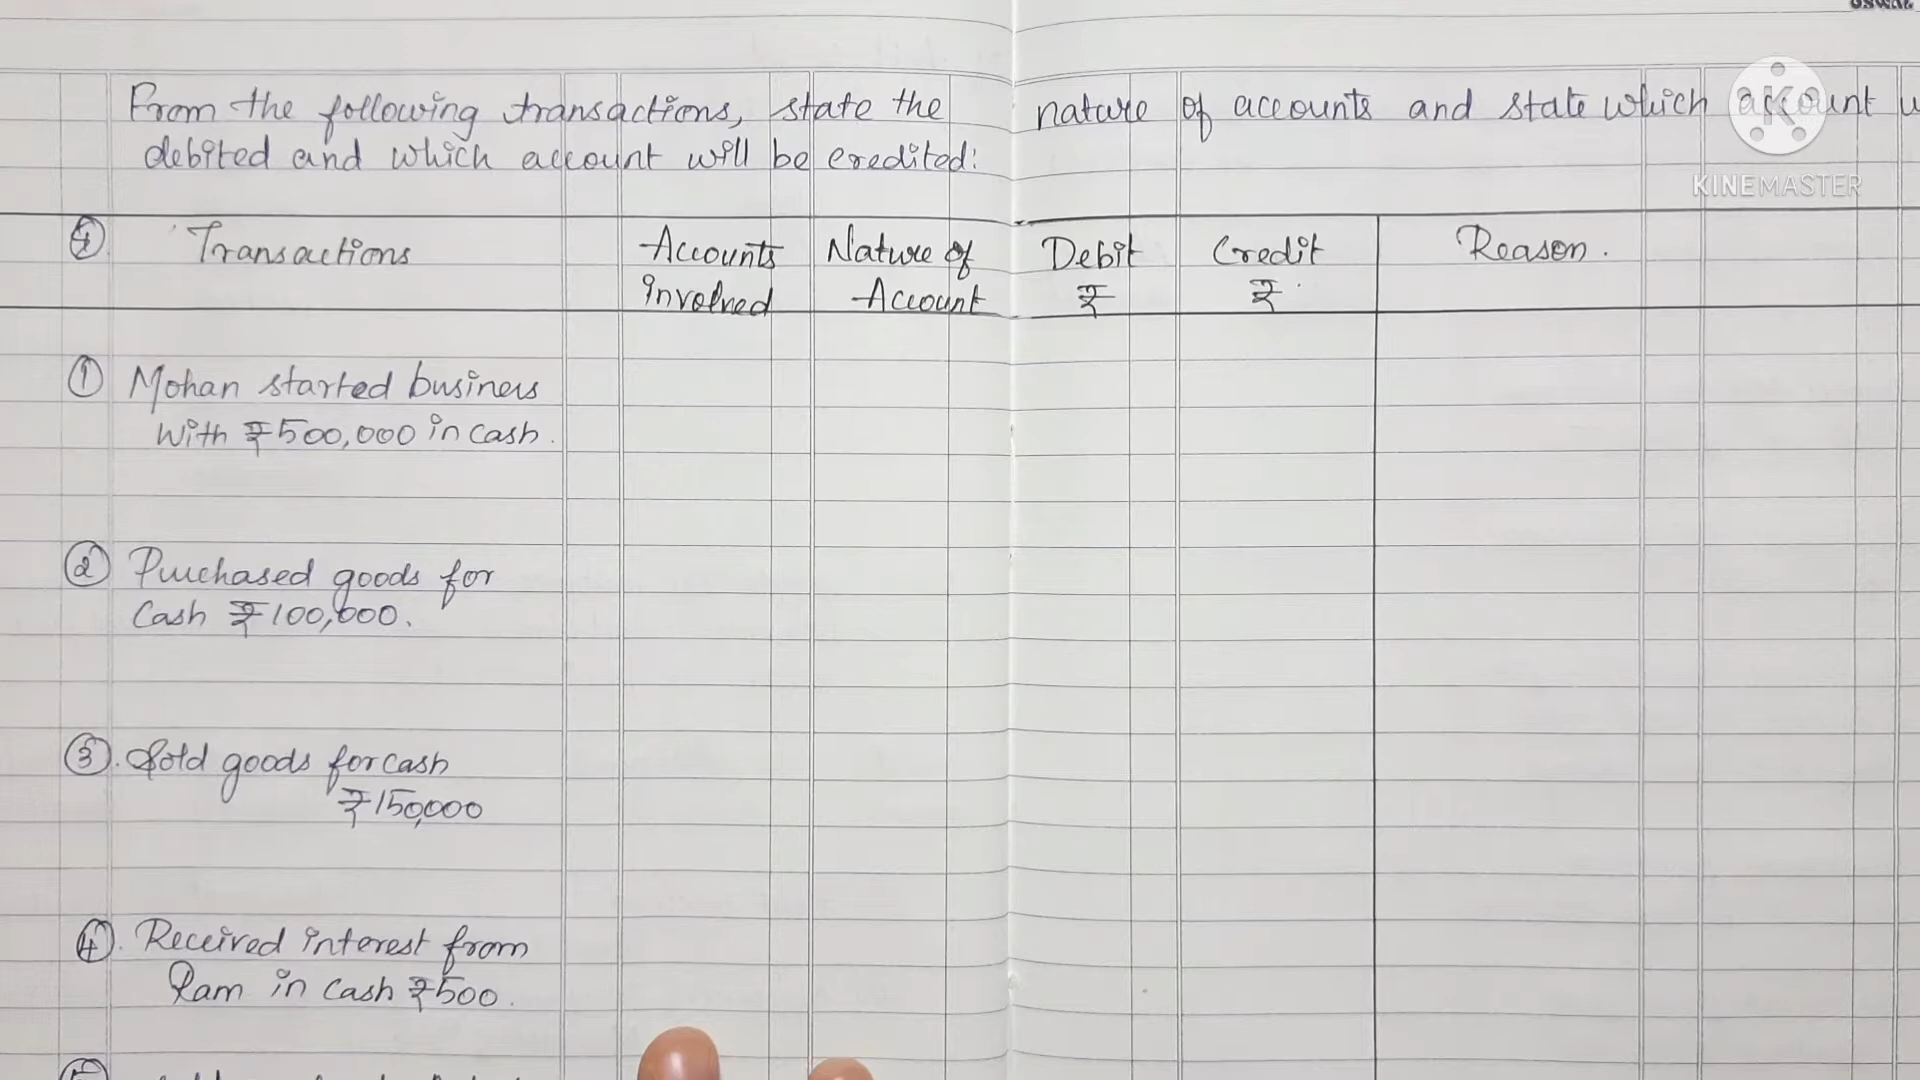 OSWAL
From the following transactions, state the nature of accounts and state which account
debited and which account will be credited:
KINEMASTER
Transactions Accounts Nature of Debit Credit Reason.
involved Account ₹ ₹
① Mohan started business
with ₹500,000 in cash.
② Purchased goods for
Cash ₹100,000.
③. Sold goods for cash
₹150,000
④. Received interest from
Ram in cash ₹500.